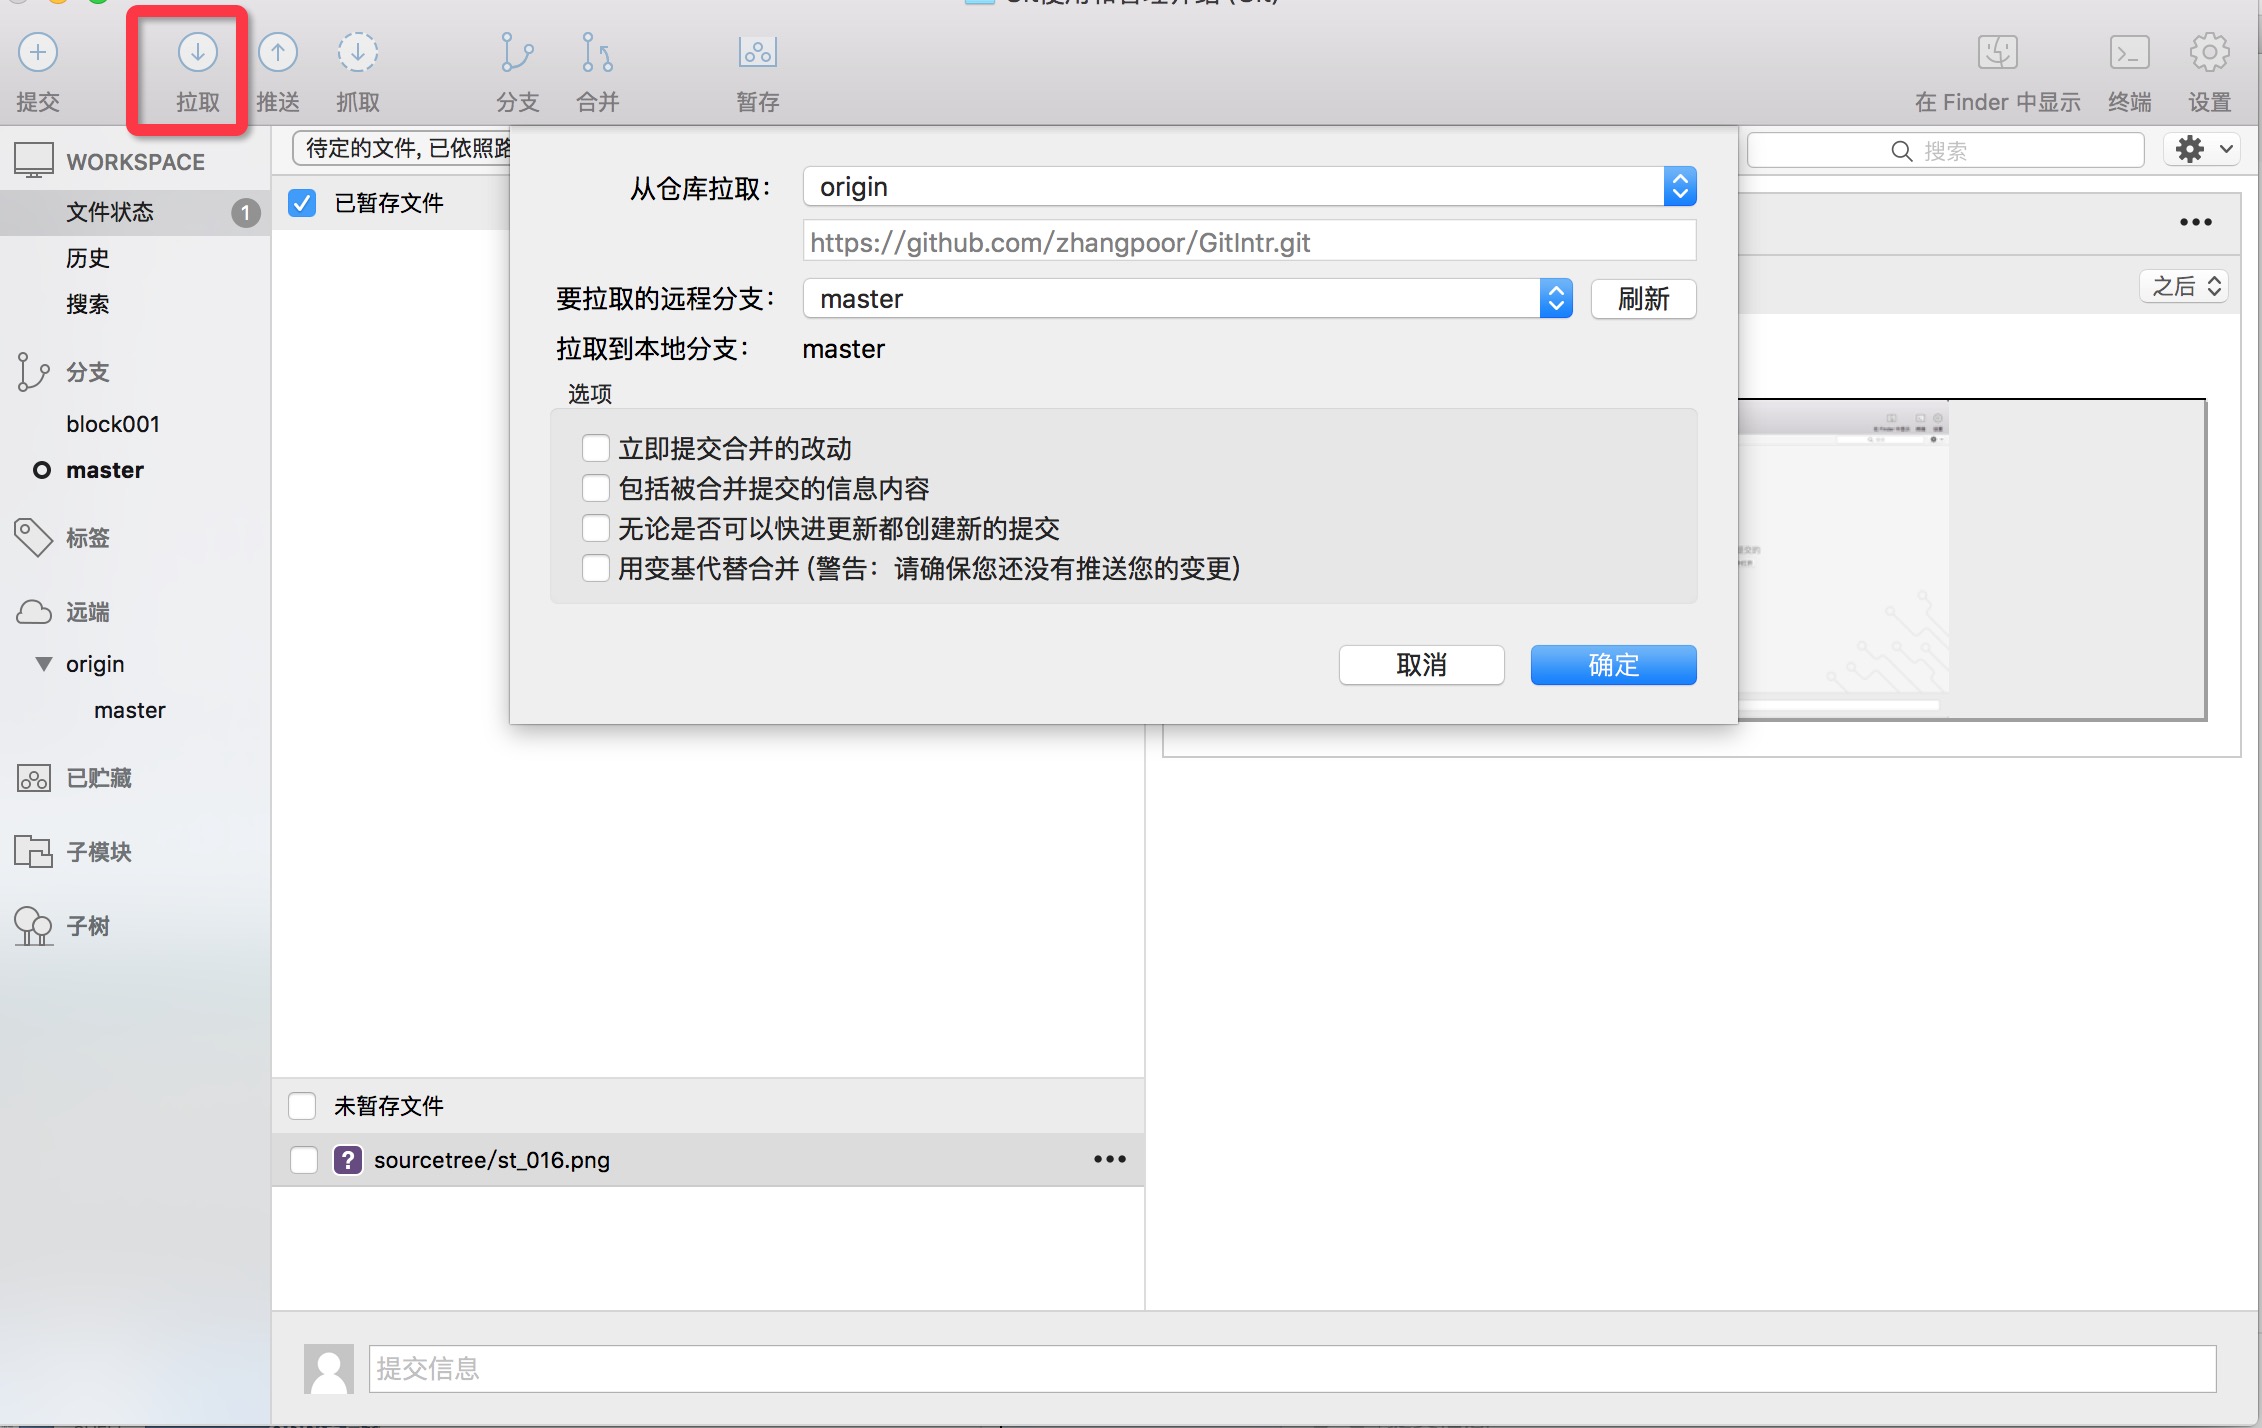 提交
拉取
推送
抓取
分支
合并
暂存
在 Finder 中显示
终端
设置
WORKSPACE
文件状态
1
历史
搜索
分支
block001
master
标签
远端
origin
master
已贮藏
子模块
子树
待定的文件, 已依照路
搜索
已暂存文件
之后
从仓库拉取：
origin
https://github.com/zhangpoor/GitIntr.git
要拉取的远程分支：
master
刷新
拉取到本地分支：
master
选项
立即提交合并的改动
包括被合并提交的信息内容
无论是否可以快进更新都创建新的提交
用变基代替合并 (警告：请确保您还没有推送您的变更)
取消
确定
未暂存文件
? sourcetree/st_016.png
提交信息